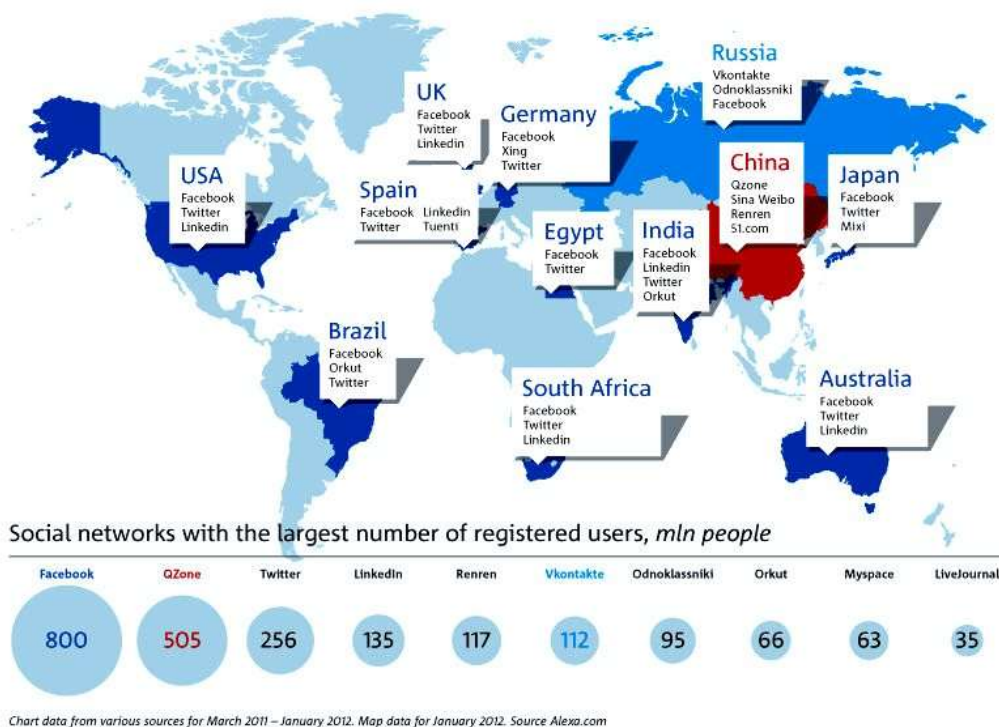 Russia
Vkontakte
Odnoklassniki
Facebook
UK
Facebook
Twitter
Linkedin
Germany
Facebook
Xing
Twitter
China
Qzone
Sina Weibo
Renren
51.com
Japan
Facebook
Twitter
Mixi
USA
Facebook
Twitter
Linkedin
Spain
Facebook Linkedin
Twitter Tuenti
Egypt
Facebook
Twitter
India
Facebook
Linkedin
Twitter
Orkut
Brazil
Facebook
Orkut
Twitter
South Africa
Facebook
Twitter
Linkedin
Australia
Facebook
Twitter
Linkedin
Social networks with the largest number of registered users, mln people
Facebook QZone Twitter LinkedIn Renren Vkontakte Odnoklassniki Orkut Myspace LiveJournal
800 505 256 135 117 112 95 66 63 35
Chart data from various sources for March 2011 – January 2012. Map data for January 2012. Source Alexa.com